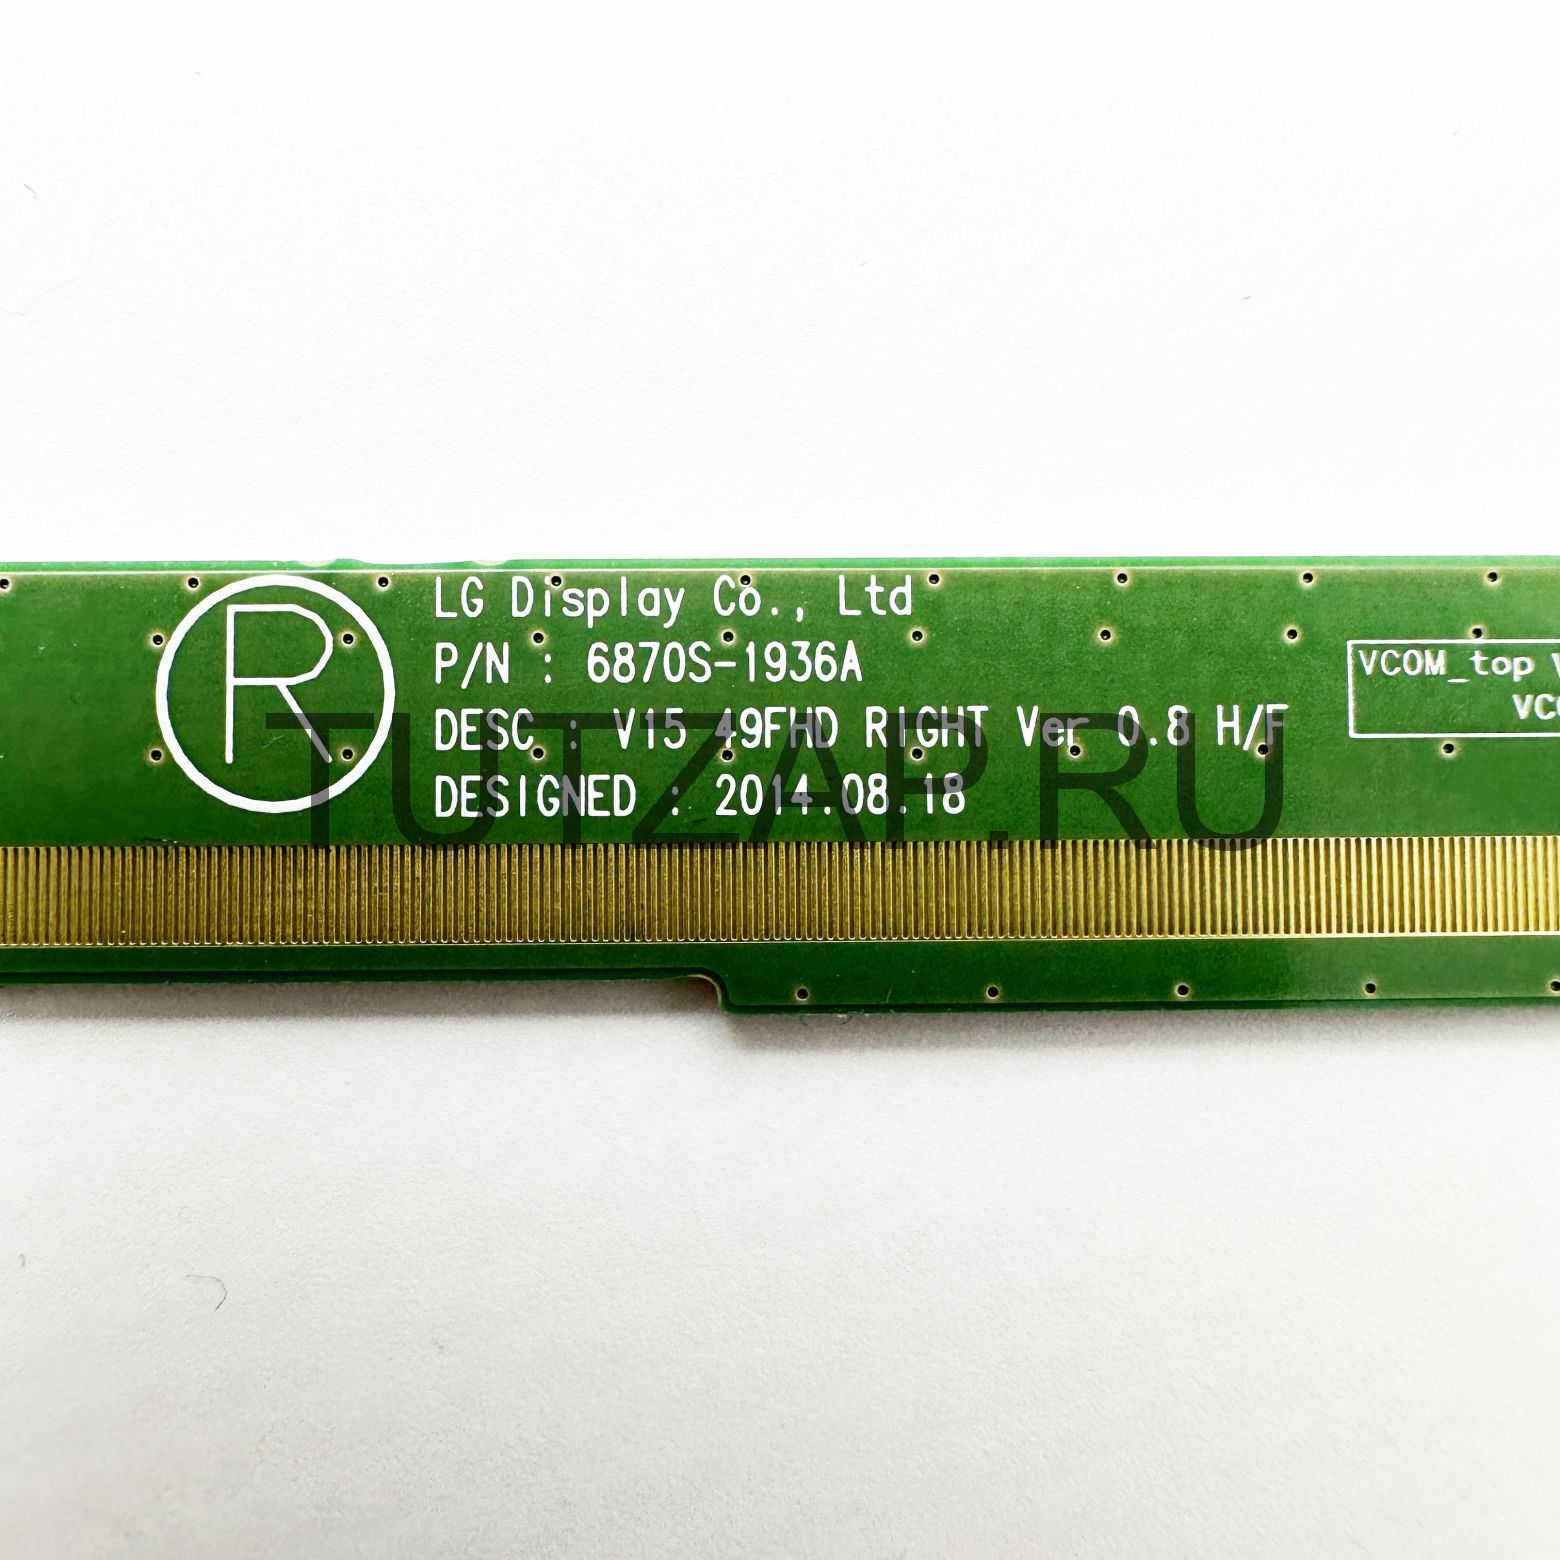 R
LG Display Co., Ltd
P/N : 6870S-1936A
DESC : V15 49FHD RIGHT Ver 0.8 H/F
DESIGNED : 2014.08.18
VCOM_top
TUTZAP.RU